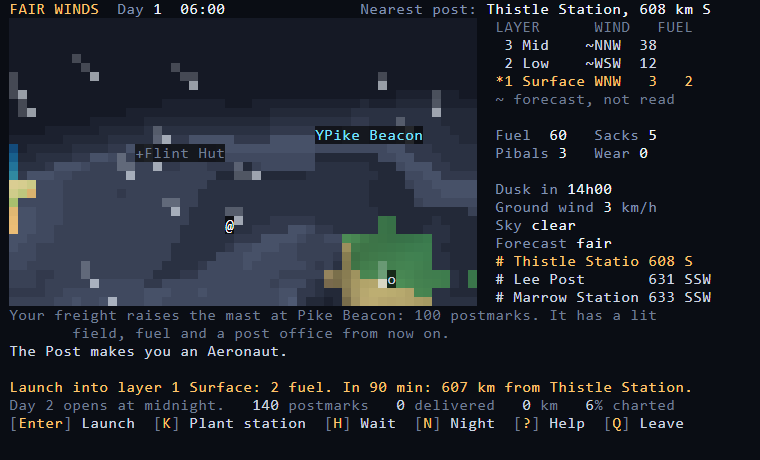 FAIR WINDS Day 1 06:00 Nearest post: Thistle Station, 608 km S
LAYER WIND FUEL
3 Mid ~NNW 38
2 Low ~WSW 12
*1 Surface WNW 3 2
~ forecast, not read
YPike Beacon
Fuel 60 Sacks 5
+Flint Hut
Pibals 3 Wear 0
Dusk in 14h00
Ground wind 3 km/h
@
Sky clear
Forecast fair
# Thistle Statio 608 S
o
# Lee Post 631 SSW
# Marrow Station 633 SSW
Your freight raises the mast at Pike Beacon: 100 postmarks. It has a lit
field, fuel and a post office from now on.
The Post makes you an Aeronaut.
Launch into layer 1 Surface: 2 fuel. In 90 min: 607 km from Thistle Station.
Day 2 opens at midnight. 140 postmarks 0 delivered 0 km 6% charted
[Enter] Launch [K] Plant station [H] Wait [N] Night [?] Help [Q] Leave